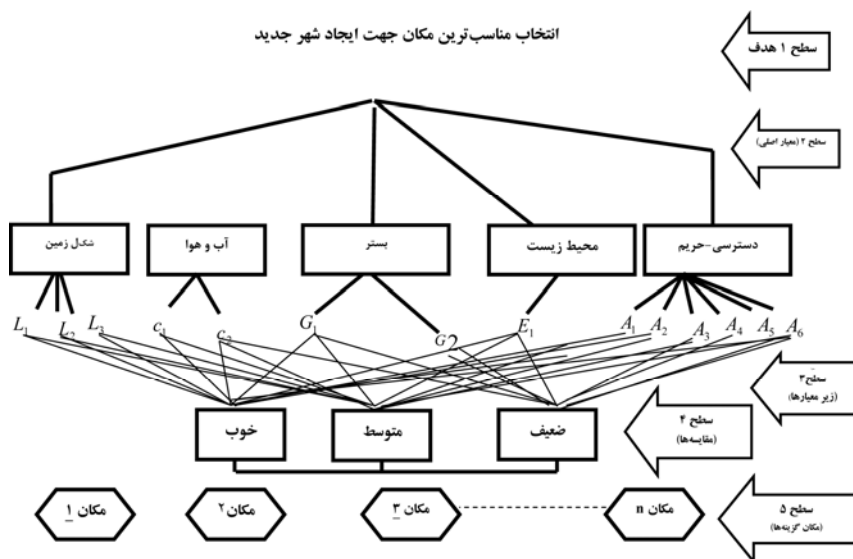 انتخاب مناسب‌ترین مکان جهت ایجاد شهر جدید
سطح ۱ هدف
سطح ۲ (معیار اصلی)
دسترسی-حریم
محیط زیست
بستر
آب و هوا
شکل زمین
L₁ L₂ L₃ c₁ c₂ G₁ G2 E₁ A₁ A₂ A₃ A₄ A₅ A₆
سطح۳
(زیر معیارها)
ضعیف
متوسط
خوب
سطح ۴
(مقایسه‌ها)
مکان 1
مکان ۲
مکان 3
مکان n
سطح ۵
(مکان گزینه‌ها)